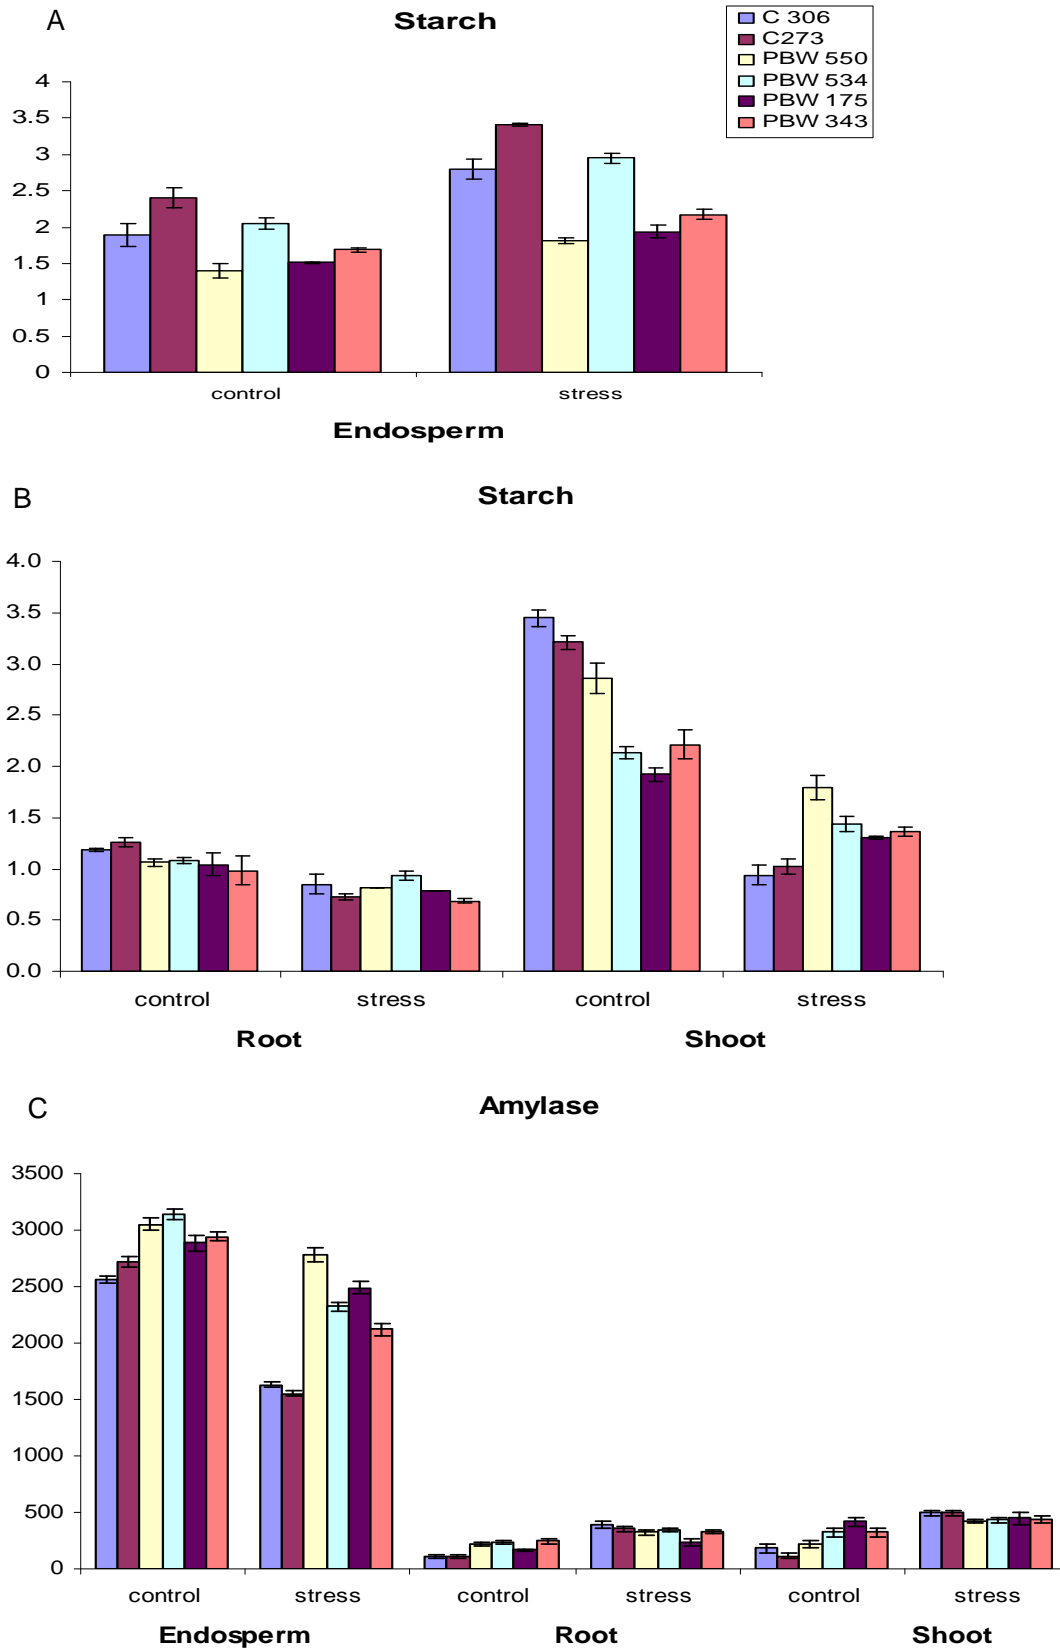 A
Starch
C 306
C273
PBW 550
PBW 534
PBW 175
PBW 343
4
3.5
3
2.5
2
1.5
1
0.5
0
control stress
Endosperm
B
Starch
4.0
3.5
3.0
2.5
2.0
1.5
1.0
0.5
0.0
control stress control stress
Root Shoot
C
Amylase
3500
3000
2500
2000
1500
1000
500
0
control stress control stress control stress
Endosperm Root Shoot